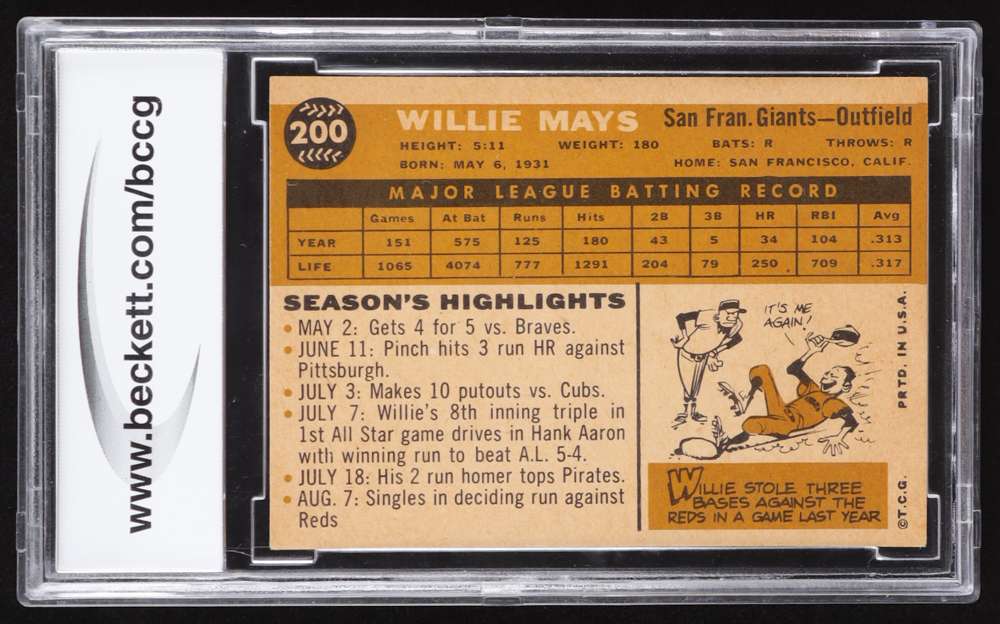 www.beckett.com/bccg
200
WILLIE MAYS San Fran. Giants—Outfield
HEIGHT: 5:11 WEIGHT: 180 BATS: R THROWS: R
BORN: MAY 6, 1931 HOME: SAN FRANCISCO, CALIF.
MAJOR LEAGUE BATTING RECORD
Games At Bat Runs Hits 2B 3B HR RBI Avg
YEAR 151 575 125 180 43 5 34 104 .313
LIFE 1065 4074 777 1291 204 79 250 709 .317
SEASON'S HIGHLIGHTS
• MAY 2: Gets 4 for 5 vs. Braves.
• JUNE 11: Pinch hits 3 run HR against
Pittsburgh.
• JULY 3: Makes 10 putouts vs. Cubs.
• JULY 7: Willie's 8th inning triple in
1st All Star game drives in Hank Aaron
with winning run to beat A.L. 5-4.
• JULY 18: His 2 run homer tops Pirates.
• AUG. 7: Singles in deciding run against
Reds
IT'S ME
AGAIN!
WILLIE STOLE THREE
BASES AGAINST THE
REDS IN A GAME LAST YEAR
©T.C.G. PRTD. IN U.S.A.